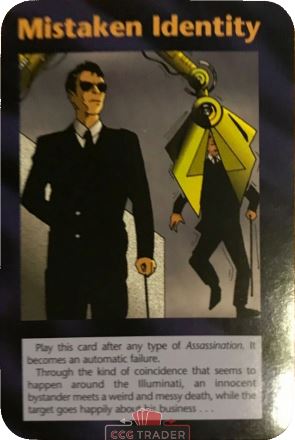 Mistaken Identity
Play this card after any type of Assassination. It
becomes an automatic failure.
Through the kind of coincidence that seems to
happen around the Illuminati, an innocent
bystander meets a weird and messy death, while the
target goes happily about his business . . .
CCG TRADER